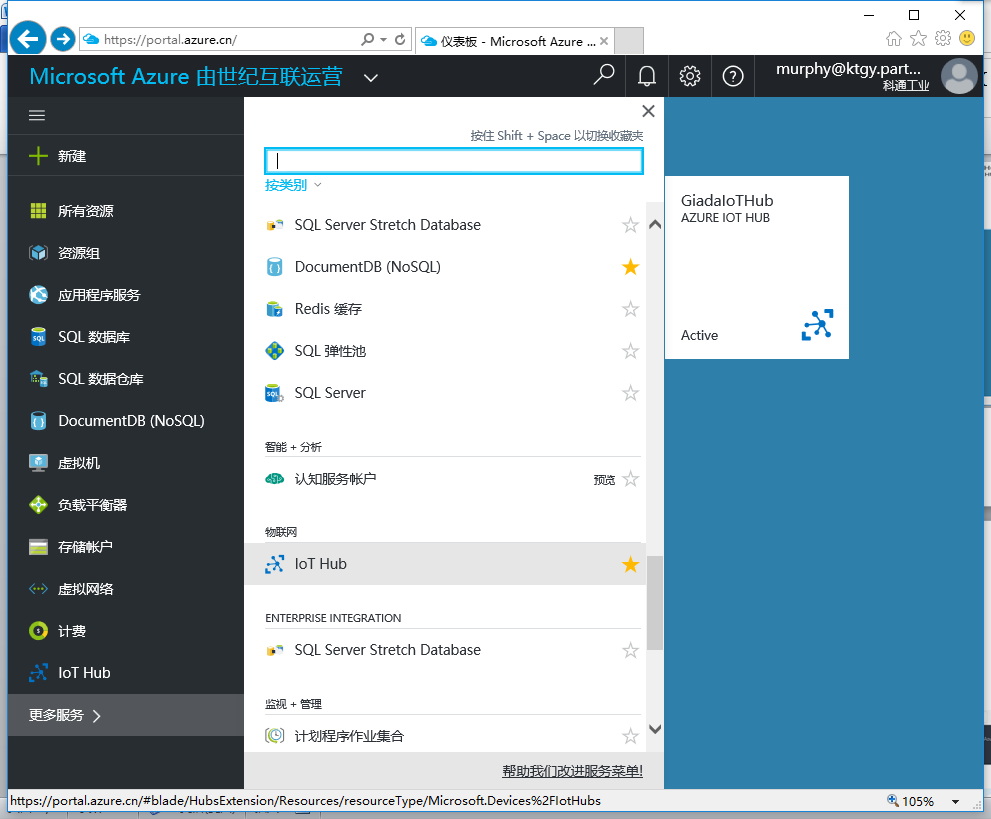 https://portal.azure.cn/
仪表板 - Microsoft Azure ...
Microsoft Azure 由世纪互联运营
murphy@ktgy.part...
科通工业
新建
所有资源
资源组
应用程序服务
SQL 数据库
SQL 数据仓库
DocumentDB (NoSQL)
虚拟机
负载平衡器
存储帐户
虚拟网络
计费
IoT Hub
更多服务
按住 Shift + Space 以切换收藏夹
按类别
SQL Server Stretch Database
DocumentDB (NoSQL)
Redis 缓存
SQL 弹性池
SQL Server
智能 + 分析
认知服务帐户 预览
物联网
IoT Hub
ENTERPRISE INTEGRATION
SQL Server Stretch Database
监视 + 管理
计划程序作业集合
帮助我们改进服务菜单!
GiadaIoTHub
AZURE IOT HUB
Active
https://portal.azure.cn/#blade/HubsExtension/Resources/resourceType/Microsoft.Devices%2FIotHubs
105%